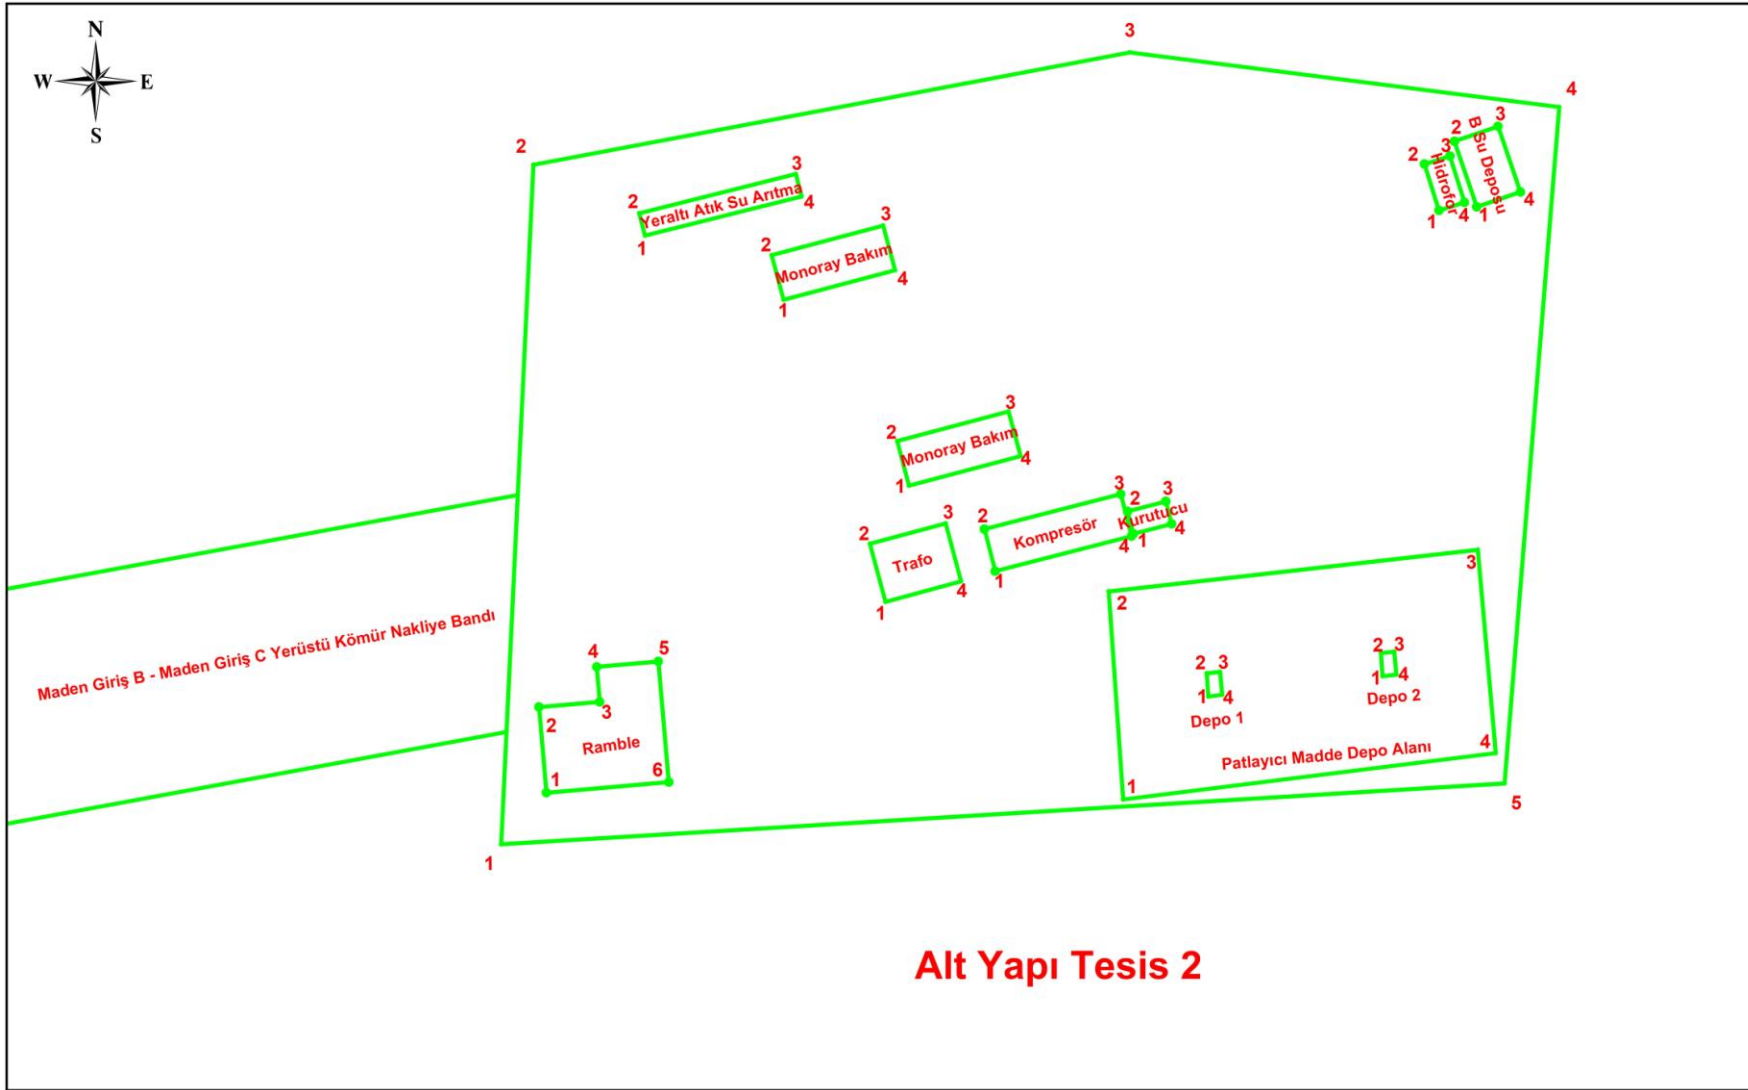 N
W E
S
3
4
2
2 3
Yeraltı Atık Su Arıtma
1 4
2 3
Monoray Bakım
1 4
2 3
Hidrofor
1 4
2 3
B Su Deposu
1 4
2 3
Monoray Bakım
1 4
2 3
Kompresör
1 4
2 3
Kurutucu
1 4
2 3
Trafo
1 4
Maden Giriş B - Maden Giriş C Yerüstü Kömür Nakliye Bandı
4 5
2 3
Ramble
1 6
2 3
2 3
1 4
Depo 1
2 3
1 4
Depo 2
Patlayıcı Madde Depo Alanı
1 4
1
5
Alt Yapı Tesis 2